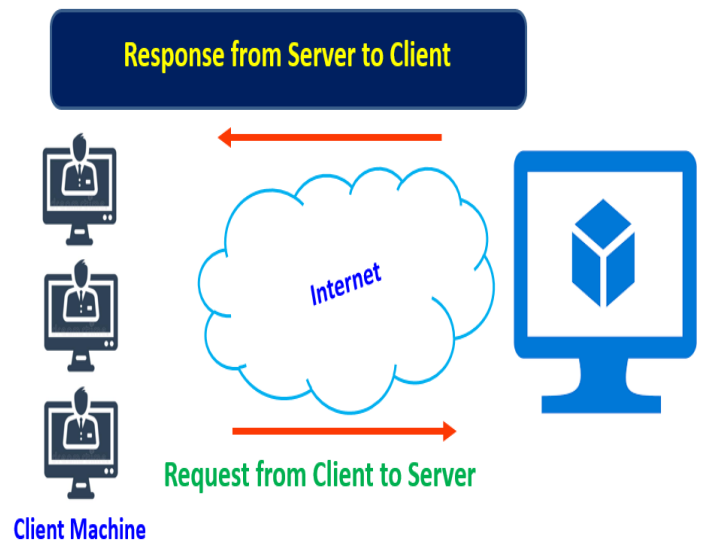 Response from Server to Client
Internet
Request from Client to Server
Client Machine